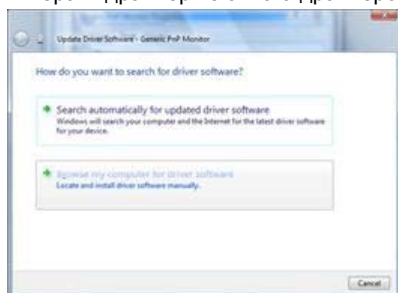 Update Driver Software - Generic PnP Monitor
How do you want to search for driver software?
Search automatically for updated driver software
Windows will search your computer and the Internet for the latest driver software
for your device.
Browse my computer for driver software
Locate and install driver software manually.
Cancel